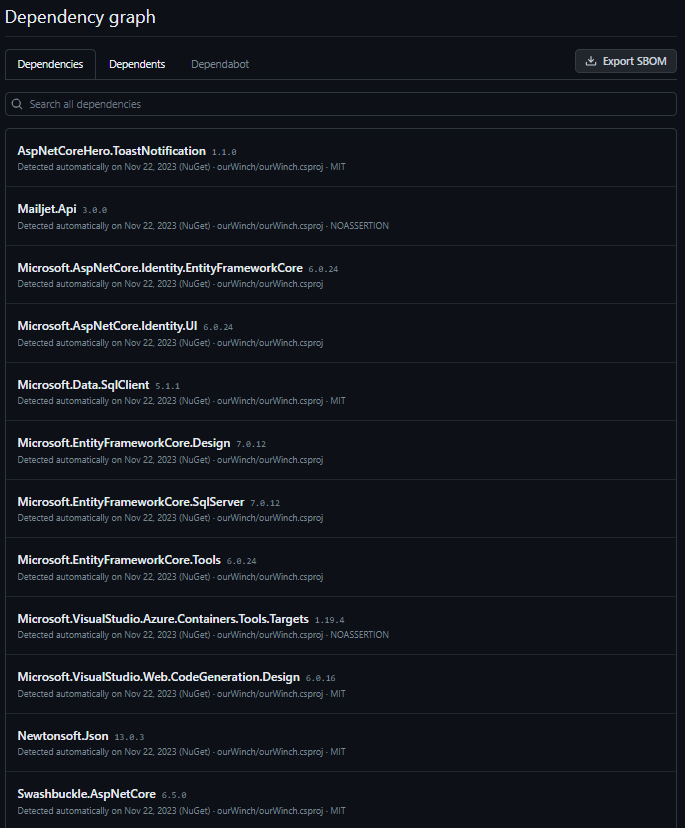 Dependency graph
Dependencies Dependents Dependabot Export SBOM
Search all dependencies
AspNetCoreHero.ToastNotification 1.1.0
Detected automatically on Nov 22, 2023 (NuGet) · ourWinch/ourWinch.csproj · MIT
Mailjet.Api 3.0.0
Detected automatically on Nov 22, 2023 (NuGet) · ourWinch/ourWinch.csproj · NOASSERTION
Microsoft.AspNetCore.Identity.EntityFrameworkCore 6.0.24
Detected automatically on Nov 22, 2023 (NuGet) · ourWinch/ourWinch.csproj
Microsoft.AspNetCore.Identity.UI 6.0.24
Detected automatically on Nov 22, 2023 (NuGet) · ourWinch/ourWinch.csproj
Microsoft.Data.SqlClient 5.1.1
Detected automatically on Nov 22, 2023 (NuGet) · ourWinch/ourWinch.csproj · MIT
Microsoft.EntityFrameworkCore.Design 7.0.12
Detected automatically on Nov 22, 2023 (NuGet) · ourWinch/ourWinch.csproj
Microsoft.EntityFrameworkCore.SqlServer 7.0.12
Detected automatically on Nov 22, 2023 (NuGet) · ourWinch/ourWinch.csproj
Microsoft.EntityFrameworkCore.Tools 6.0.24
Detected automatically on Nov 22, 2023 (NuGet) · ourWinch/ourWinch.csproj
Microsoft.VisualStudio.Azure.Containers.Tools.Targets 1.19.4
Detected automatically on Nov 22, 2023 (NuGet) · ourWinch/ourWinch.csproj · NOASSERTION
Microsoft.VisualStudio.Web.CodeGeneration.Design 6.0.16
Detected automatically on Nov 22, 2023 (NuGet) · ourWinch/ourWinch.csproj · MIT
Newtonsoft.Json 13.0.3
Detected automatically on Nov 22, 2023 (NuGet) · ourWinch/ourWinch.csproj · MIT
Swashbuckle.AspNetCore 6.5.0
Detected automatically on Nov 22, 2023 (NuGet) · ourWinch/ourWinch.csproj · MIT